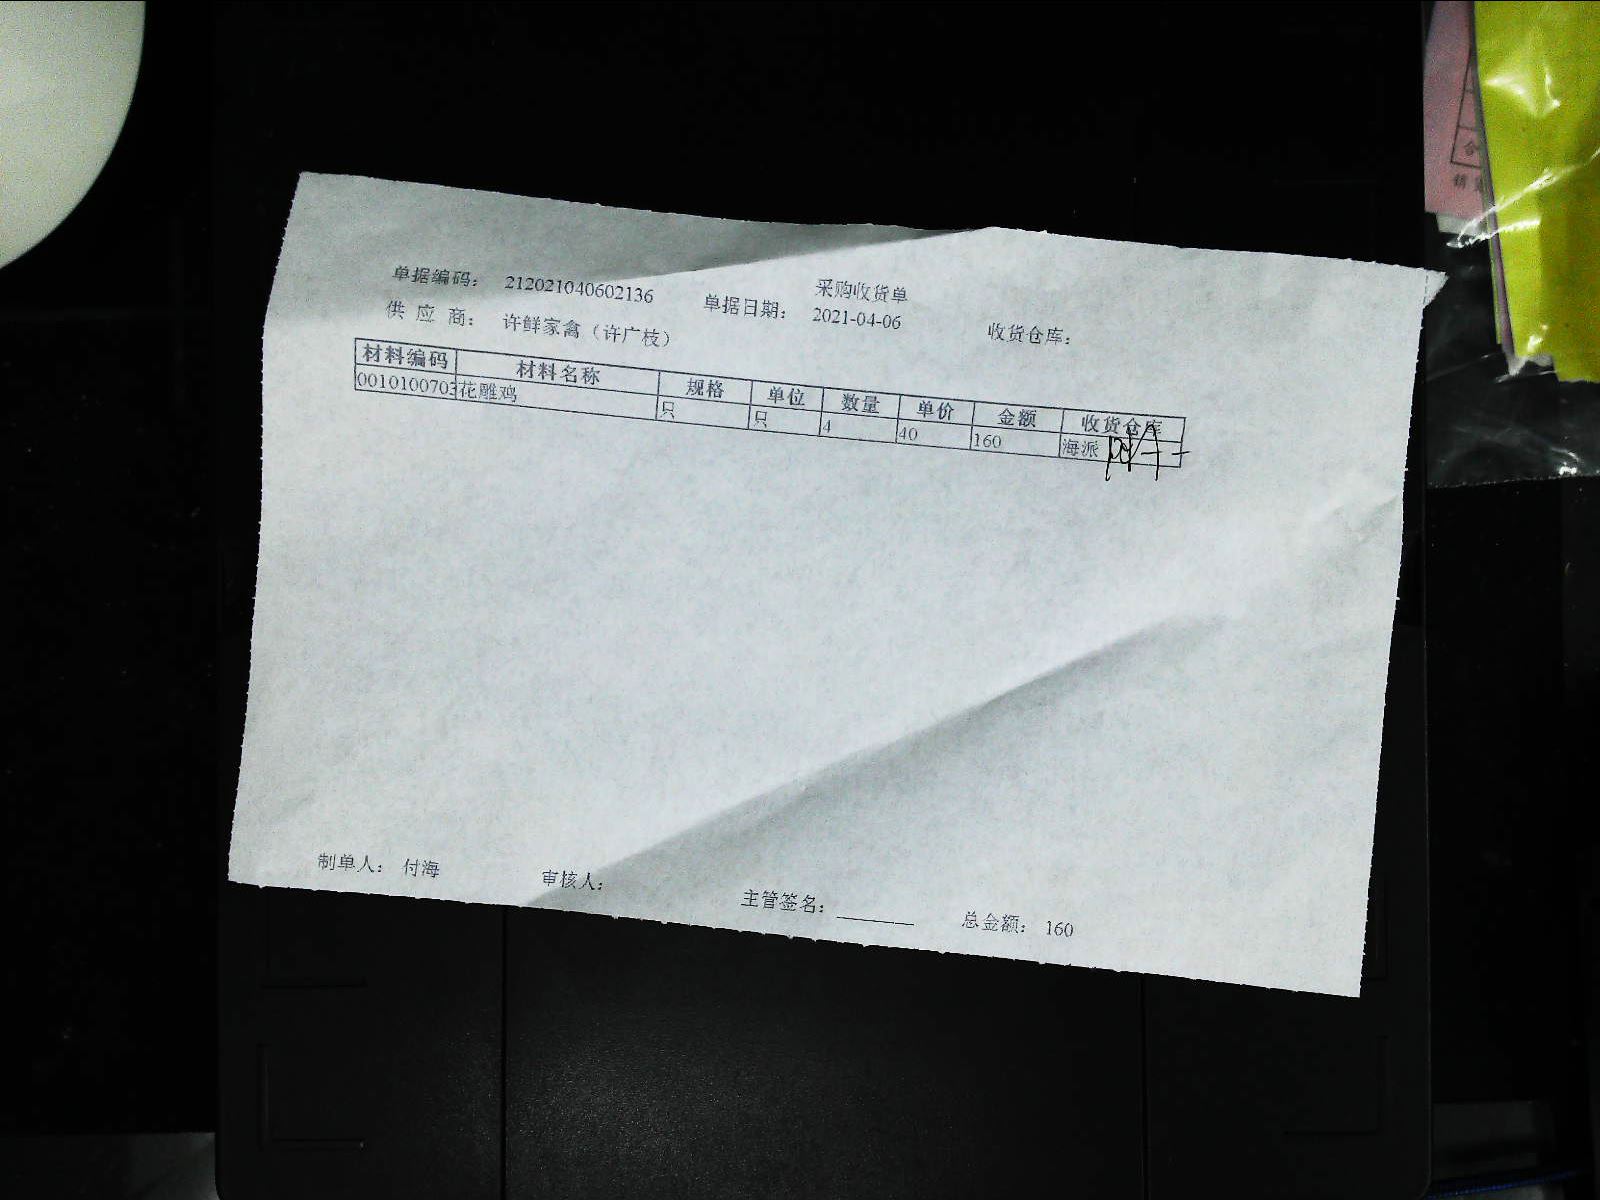 采购收货单
单据编码: 212021040602136 单据日期: 2021-04-06 收货仓库:
供 应 商: 许鲜家禽（许广枝）
材料编码 材料名称 规格 单位 数量 单价 金额 收货仓库
0010100703 花雕鸡 只 只 4 40 160 海派
制单人: 付海 审核人: 主管签名: 总金额: 160
合
销